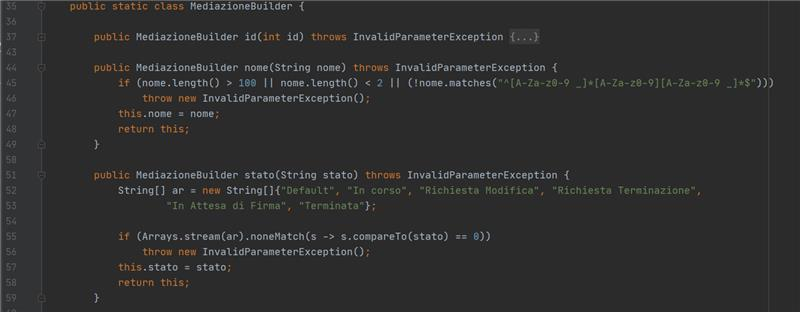 35 public static class MediazioneBuilder {
36
37 public MediazioneBuilder id(int id) throws InvalidParameterException {...}
43
44 public MediazioneBuilder nome(String nome) throws InvalidParameterException {
45 if (nome.length() > 100 || nome.length() < 2 || (!nome.matches("^[A-Za-z0-9 _]*[A-Za-z0-9][A-Za-z0-9 _]*$")))
46 throw new InvalidParameterException();
47 this.nome = nome;
48 return this;
49 }
50
51 public MediazioneBuilder stato(String stato) throws InvalidParameterException {
52 String[] ar = new String[]{"Default", "In corso", "Richiesta Modifica", "Richiesta Terminazione",
53 "In Attesa di Firma", "Terminata"};
54
55 if (Arrays.stream(ar).noneMatch(s -> s.compareTo(stato) == 0))
56 throw new InvalidParameterException();
57 this.stato = stato;
58 return this;
59 }